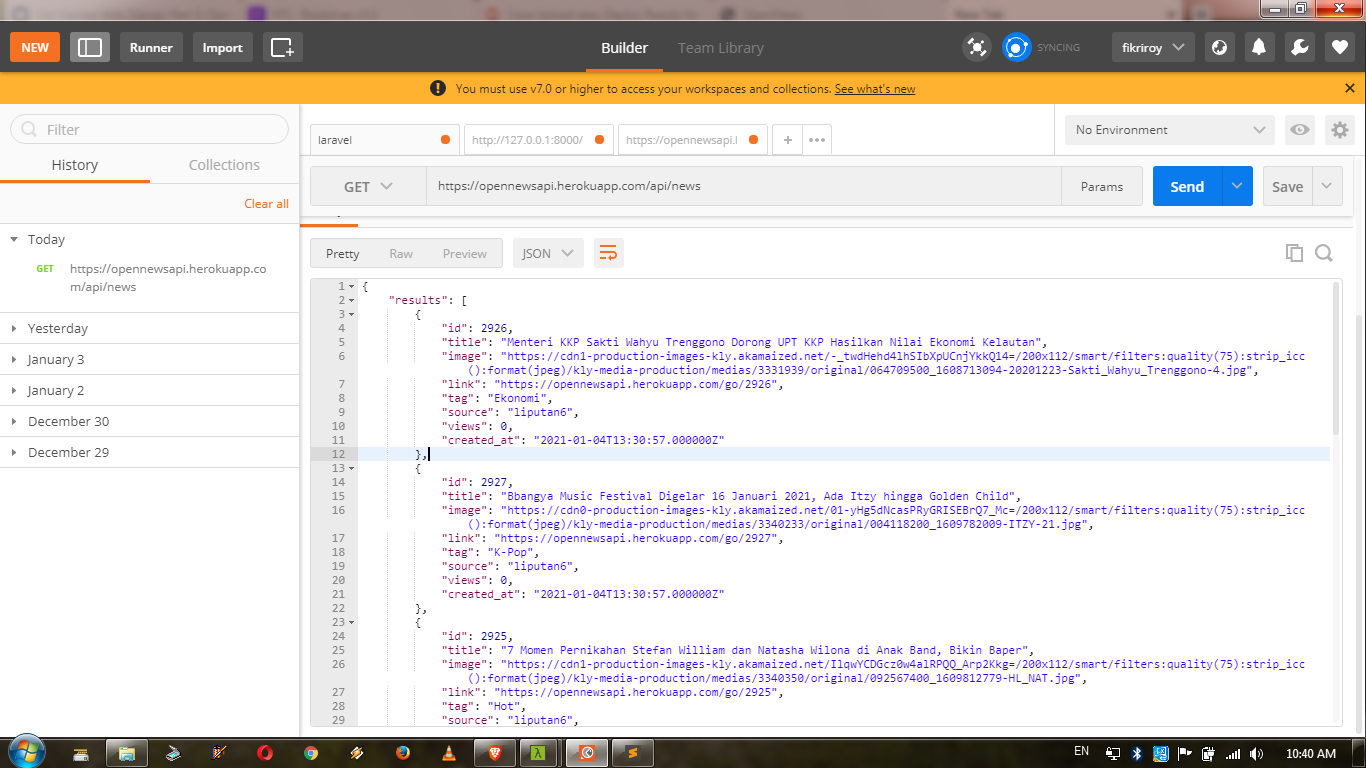 NEW
Runner
Import
Builder
Team Library
SYNCING
fikriroy
You must use v7.0 or higher to access your workspaces and collections. See what's new
Filter
History
Collections
Clear all
Today
GET https://opennewsapi.herokuapp.co
m/api/news
Yesterday
January 3
January 2
December 30
December 29
laravel
http://127.0.0.1:8000/
https://opennewsapi.l
No Environment
GET
https://opennewsapi.herokuapp.com/api/news
Params
Send
Save
Pretty
Raw
Preview
JSON
1 {
2 "results": [
3 {
4 "id": 2926,
5 "title": "Menteri KKP Sakti Wahyu Trenggono Dorong UPT KKP Hasilkan Nilai Ekonomi Kelautan",
6 "image": "https://cdn1-production-images-kly.akamaized.net/-_twdHehd4lhSIbXpUCnjYkkQ14=/200x112/smart/filters:quality(75):strip_icc
():format(jpeg)/kly-media-production/medias/3331939/original/064709500_1608713094-20201223-Sakti_Wahyu_Trenggono-4.jpg",
7 "link": "https://opennewsapi.herokuapp.com/go/2926",
8 "tag": "Ekonomi",
9 "source": "liputan6",
10 "views": 0,
11 "created_at": "2021-01-04T13:30:57.000000Z"
12 },
13 {
14 "id": 2927,
15 "title": "Bbangya Music Festival Digelar 16 Januari 2021, Ada Itzy hingga Golden Child",
16 "image": "https://cdn0-production-images-kly.akamaized.net/01-yHg5dNcasPRyGRISEBrQ7_Mc=/200x112/smart/filters:quality(75):strip_icc
():format(jpeg)/kly-media-production/medias/3340233/original/004118200_1609782009-ITZY-21.jpg",
17 "link": "https://opennewsapi.herokuapp.com/go/2927",
18 "tag": "K-Pop",
19 "source": "liputan6",
20 "views": 0,
21 "created_at": "2021-01-04T13:30:57.000000Z"
22 },
23 {
24 "id": 2925,
25 "title": "7 Momen Pernikahan Stefan William dan Natasha Wilona di Anak Band, Bikin Baper",
26 "image": "https://cdn1-production-images-kly.akamaized.net/IlqwYCDGcz0w4alRPQQ_Arp2Kkg=/200x112/smart/filters:quality(75):strip_icc
():format(jpeg)/kly-media-production/medias/3340350/original/092567400_1609812779-HL_NAT.jpg",
27 "link": "https://opennewsapi.herokuapp.com/go/2925",
28 "tag": "Hot",
29 "source": "liputan6",
EN
10:40 AM